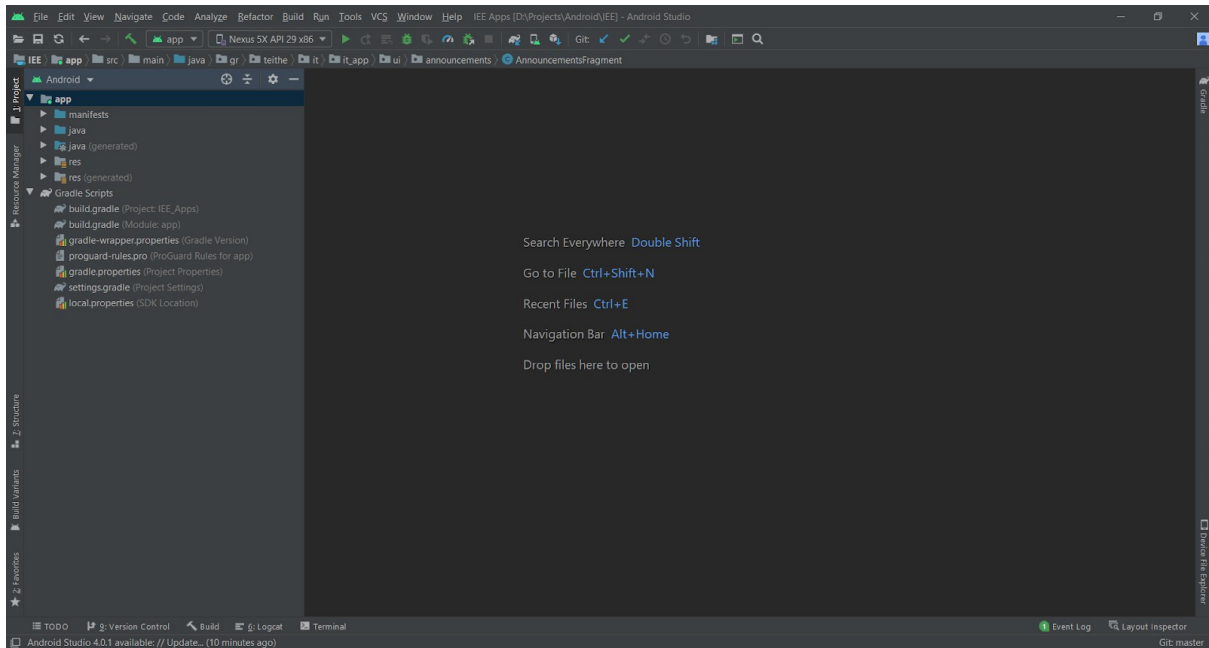 File Edit View Navigate Code Analyze Refactor Build Run Tools VCS Window Help IEE Apps [D:\Projects\Android\IEE] - Android Studio
app Nexus 5X API 29 x86 Git:
IEE app src main java gr teithe it it_app ui announcements AnnouncementsFragment
1: Project
Resource Manager
Android
app
manifests
java
java (generated)
res
res (generated)
Gradle Scripts
build.gradle (Project: IEE_Apps)
build.gradle (Module: app)
gradle-wrapper.properties (Gradle Version)
proguard-rules.pro (ProGuard Rules for app)
gradle.properties (Project Properties)
settings.gradle (Project Settings)
local.properties (SDK Location)
Search Everywhere Double Shift
Go to File Ctrl+Shift+N
Recent Files Ctrl+E
Navigation Bar Alt+Home
Drop files here to open
Gradle
Z: Structure
Build Variants
2: Favorites
Device File Explorer
TODO 9: Version Control Build 6: Logcat Terminal 1 Event Log Layout Inspector
Android Studio 4.0.1 available: // Update... (10 minutes ago) Git: master